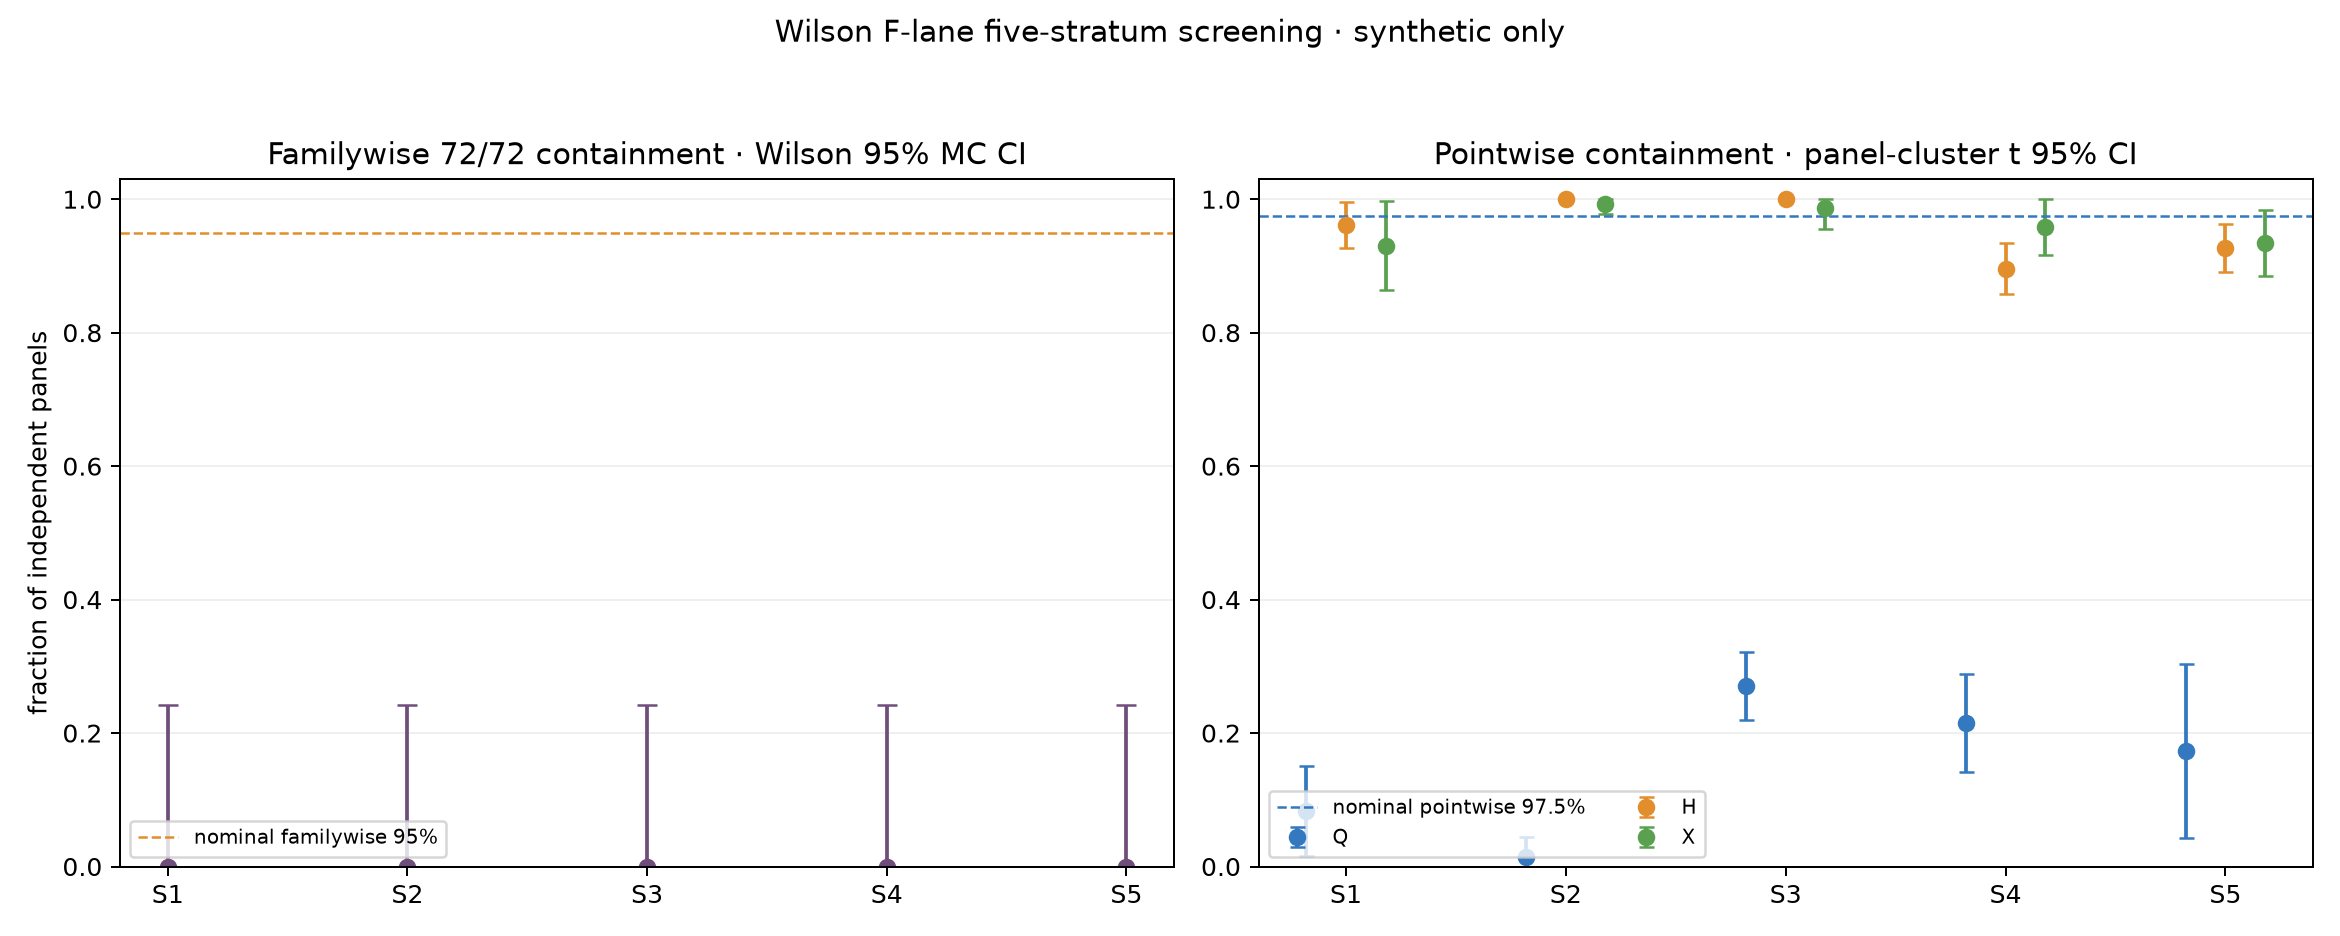 Wilson F-lane five-stratum screening · synthetic only
Familywise 72/72 containment · Wilson 95% MC CI
fraction of independent panels
1.0
0.8
0.6
0.4
0.2
0.0
nominal familywise 95%
S1 S2 S3 S4 S5
Pointwise containment · panel-cluster t 95% CI
1.0
0.8
0.6
0.4
0.2
0.0
nominal pointwise 97.5% H
Q X
S1 S2 S3 S4 S5